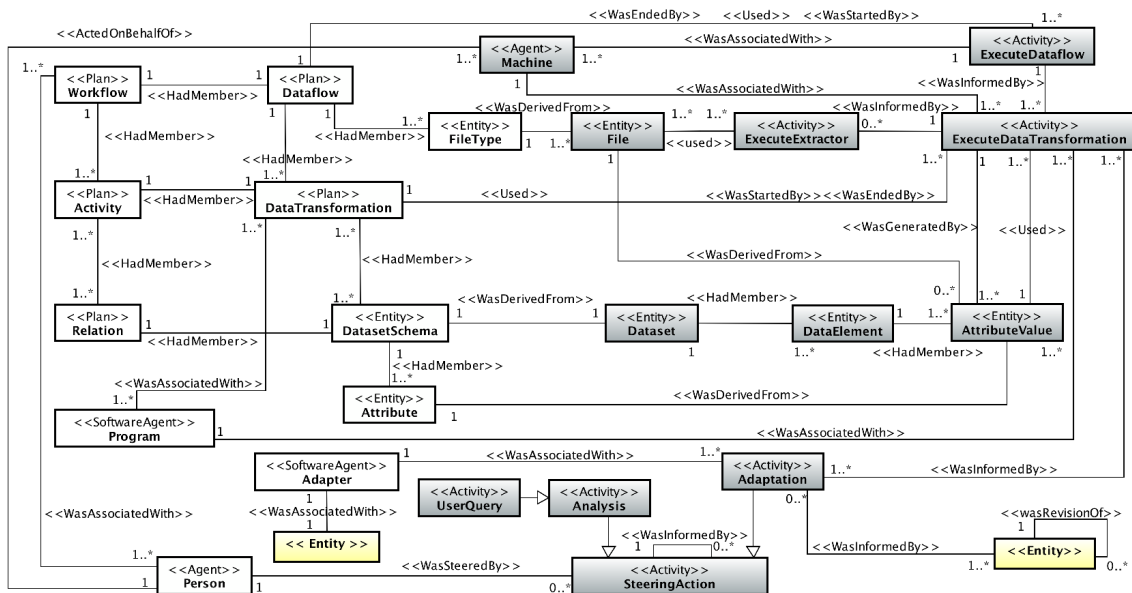 <<WasEndedBy>> <<Used>> <<WasStartedBy>>
1..*
<<ActedOnBehalfOf>>
<<Agent>>
Machine
<<WasAssociatedWith>>
<<Activity>>
ExecuteDataflow
1..* 1..* 1
1..* 1 1 1 1
<<Plan>>
Workflow
<<HadMember>>
<<Plan>>
Dataflow
<<WasAssociatedWith>>
<<WasInformedBy>>
1
1 1 1
<<WasDerivedFrom>>
<<WasInformedBy>>
1..* 1..*
<<HadMember>>
<<HadMember>>
1..*
<<Entity>>
FileType
1 1..*
<<Entity>>
File
1..* 1..*
<<used>>
<<Activity>>
ExecuteExtractor
0..* 1
<<Activity>>
ExecuteDataTransformation
<<HadMember>>
1..* 1..*
1 1..* 1 1..* 1..* 1..*
<<Plan>>
Activity
1 1
<<HadMember>>
<<Plan>>
DataTransformation
1
<<Used>>
<<WasStartedBy>> <<WasEndedBy>>
1..* 1..* 1..*
<<WasGeneratedBy>>
<<Used>>
<<HadMember>>
<<HadMember>>
<<WasDerivedFrom>>
1..* 1..* 0..* 1..* 1
<<Plan>>
Relation
1 1
<<HadMember>>
<<Entity>>
DatasetSchema
1 1
<<WasDerivedFrom>>
<<Entity>>
Dataset
<<HadMember>>
1 1..*
<<Entity>>
DataElement
1 1..*
<<HadMember>>
<<Entity>>
AttributeValue
1..*
1
<<HadMember>>
1..*
<<WasAssociatedWith>>
1..*
<<Entity>>
Attribute
1
<<WasDerivedFrom>>
<<SoftwareAgent>>
Program
1
<<WasAssociatedWith>>
<<SoftwareAgent>>
Adapter
1
<<WasAssociatedWith>>
1..*
<<Activity>>
Adaptation
1..*
<<WasInformedBy>>
<<Activity>>
UserQuery
<<Activity>>
Analysis
1
<<WasAssociatedWith>>
1
<< Entity >>
<<WasAssociatedWith>>
0..*
<<wasRevisionOf>>
1
<<WasInformedBy>>
1 0..*
<<WasInformedBy>>
1..*
<<Entity>>
0..*
1..*
1
<<Agent>>
Person
1
<<WasSteeredBy>>
0..*
<<Activity>>
SteeringAction